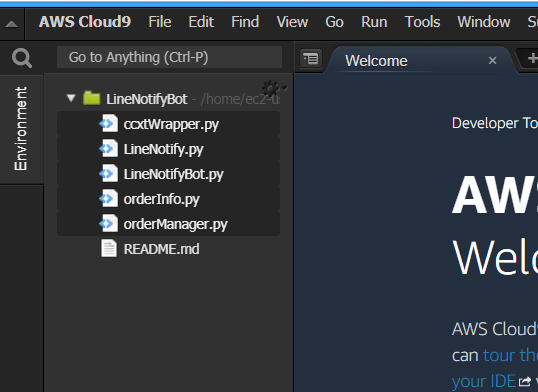 AWS Cloud9 File Edit Find View Go Run Tools Window
Go to Anything (Ctrl-P)
Welcome
Environment
LineNotifyBot - /home/ec2-u
ccxtWrapper.py
LineNotify.py
LineNotifyBot.py
orderInfo.py
orderManager.py
README.md
Developer To
AWS
Welc
AWS Cloud9
can tour the
your IDE